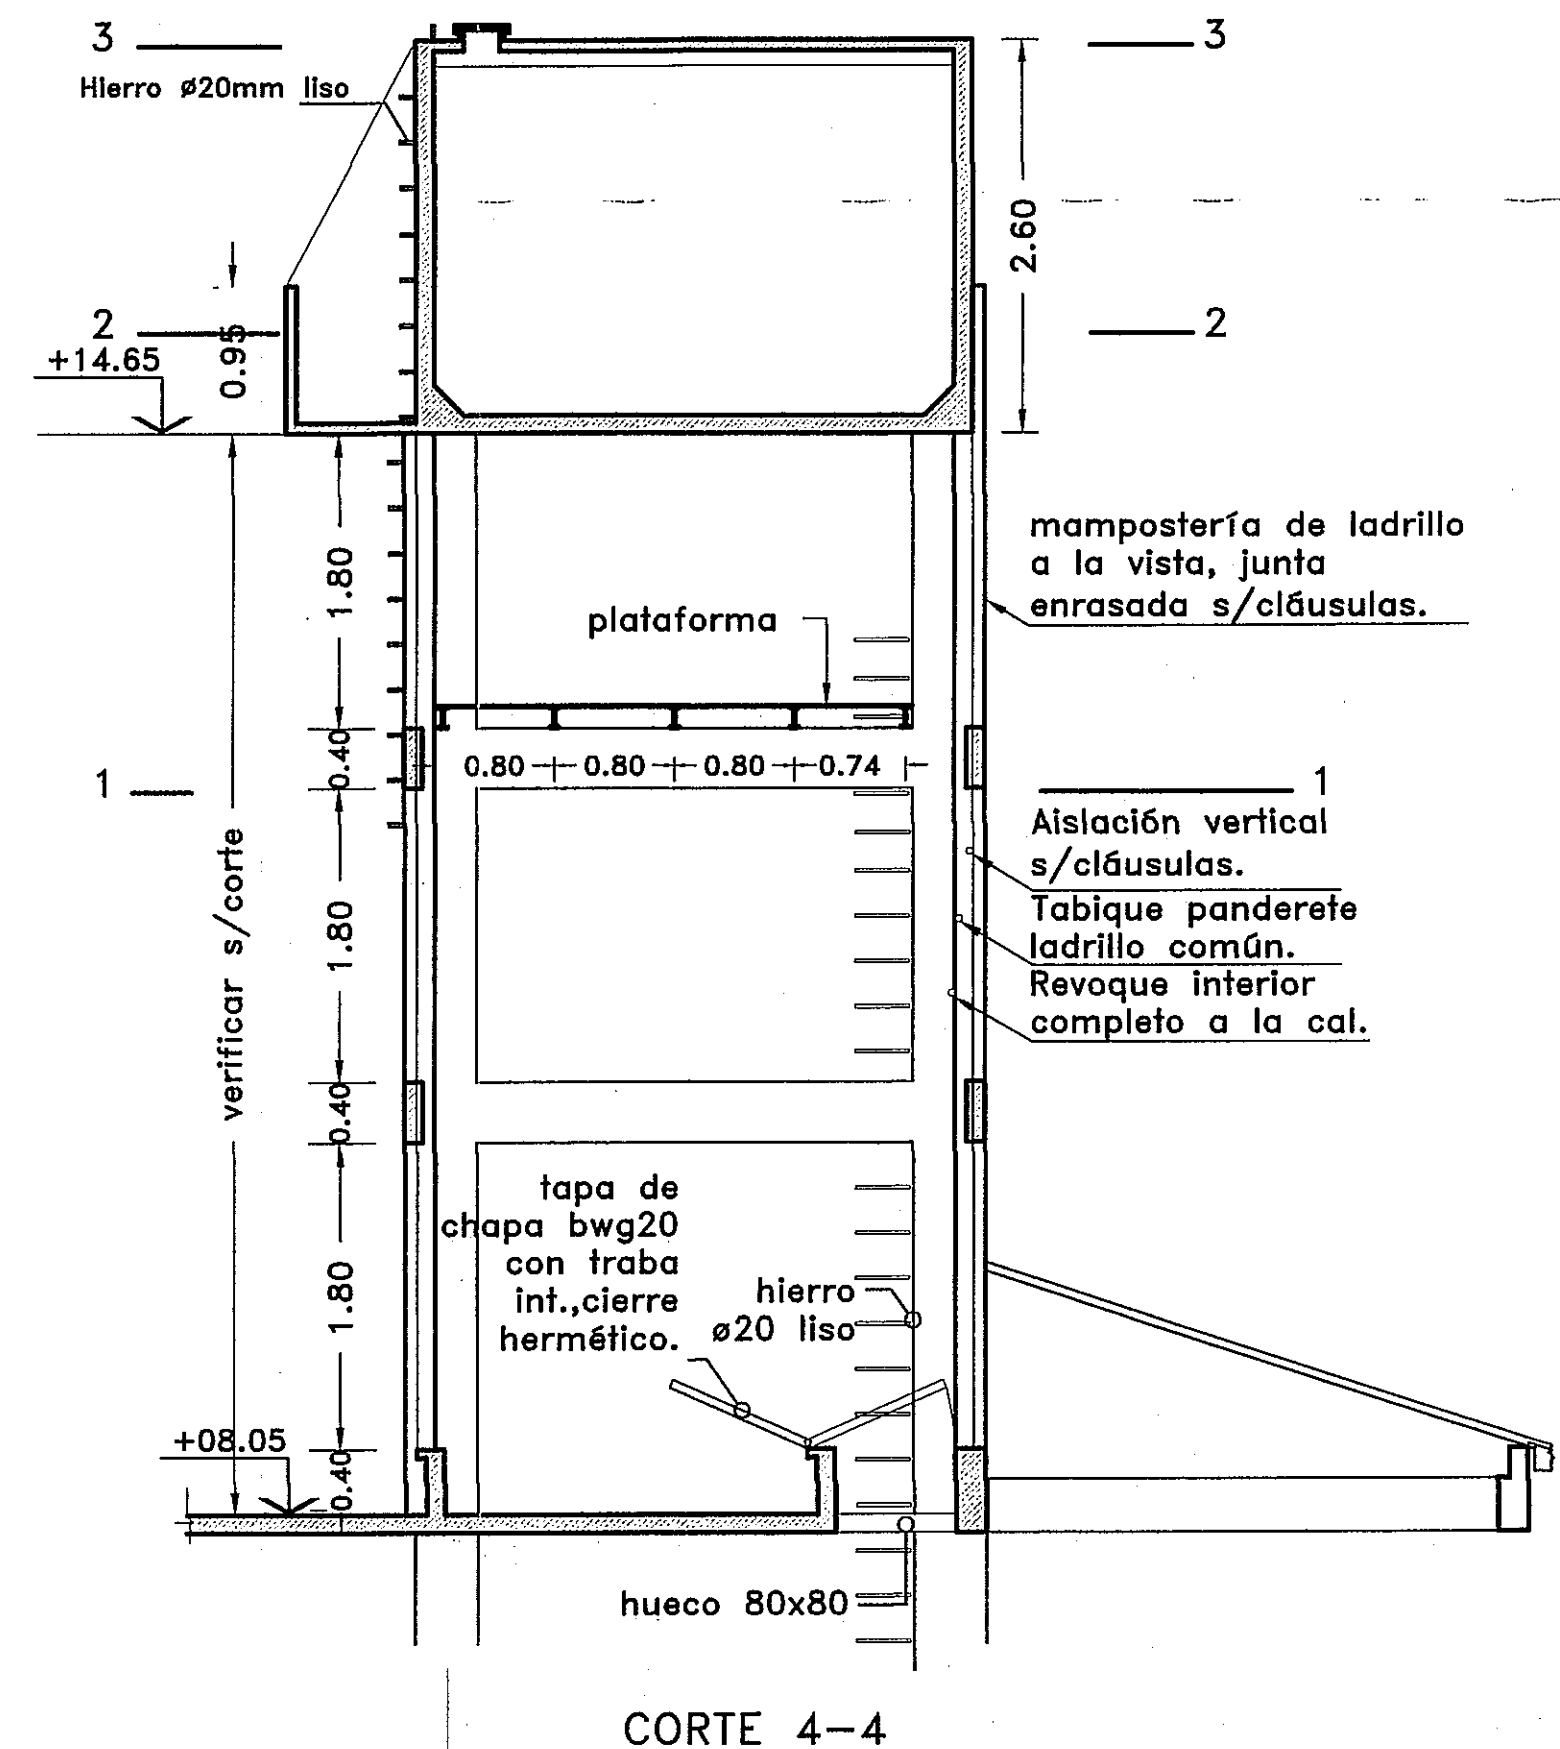 3
3
Hierro ø20mm liso
2.60
2
2
0.95
+14.65
1.80
mampostería de ladrillo
a la vista, junta
enrasada s/cláusulas.
plataforma
0.40
0.80
0.80
0.80
0.74
1
1
Aislación vertical
s/cláusulas.
Tabique panderete
ladrillo común.
Revoque interior
completo a la cal.
verificar s/corte
1.80
0.40
tapa de
chapa bwg20
con traba
int.,cierre
hermético.
hierro
ø20 liso
1.80
+08.05
0.40
hueco 80x80
CORTE 4-4